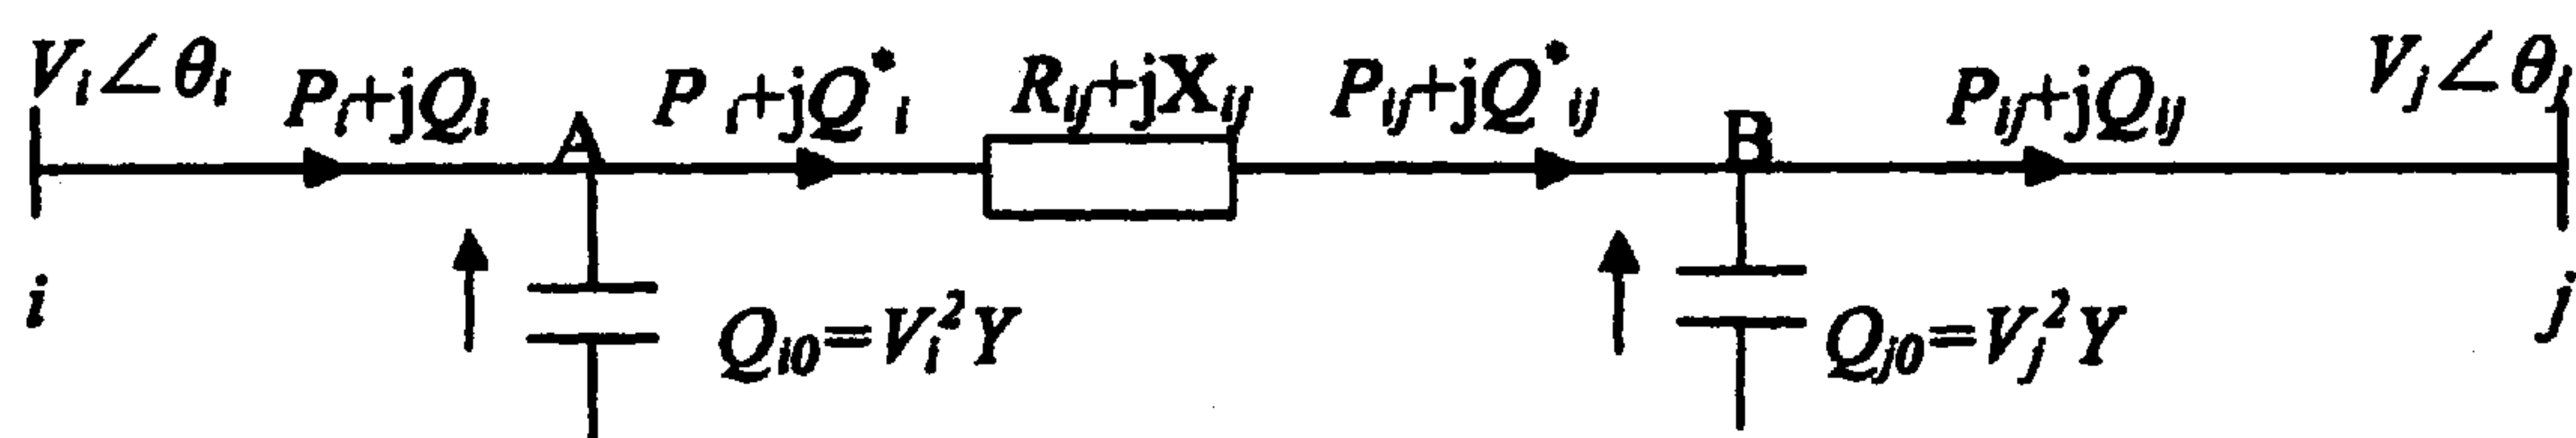 V_i∠θ_i P_i+jQ_i A P_i+jQ*_i R_ij+jX_ij P_ij+jQ*_ij B P_ij+jQ_ij V_j∠θ_j
i Q_i0=V_i^2Y Q_j0=V_j^2Y j